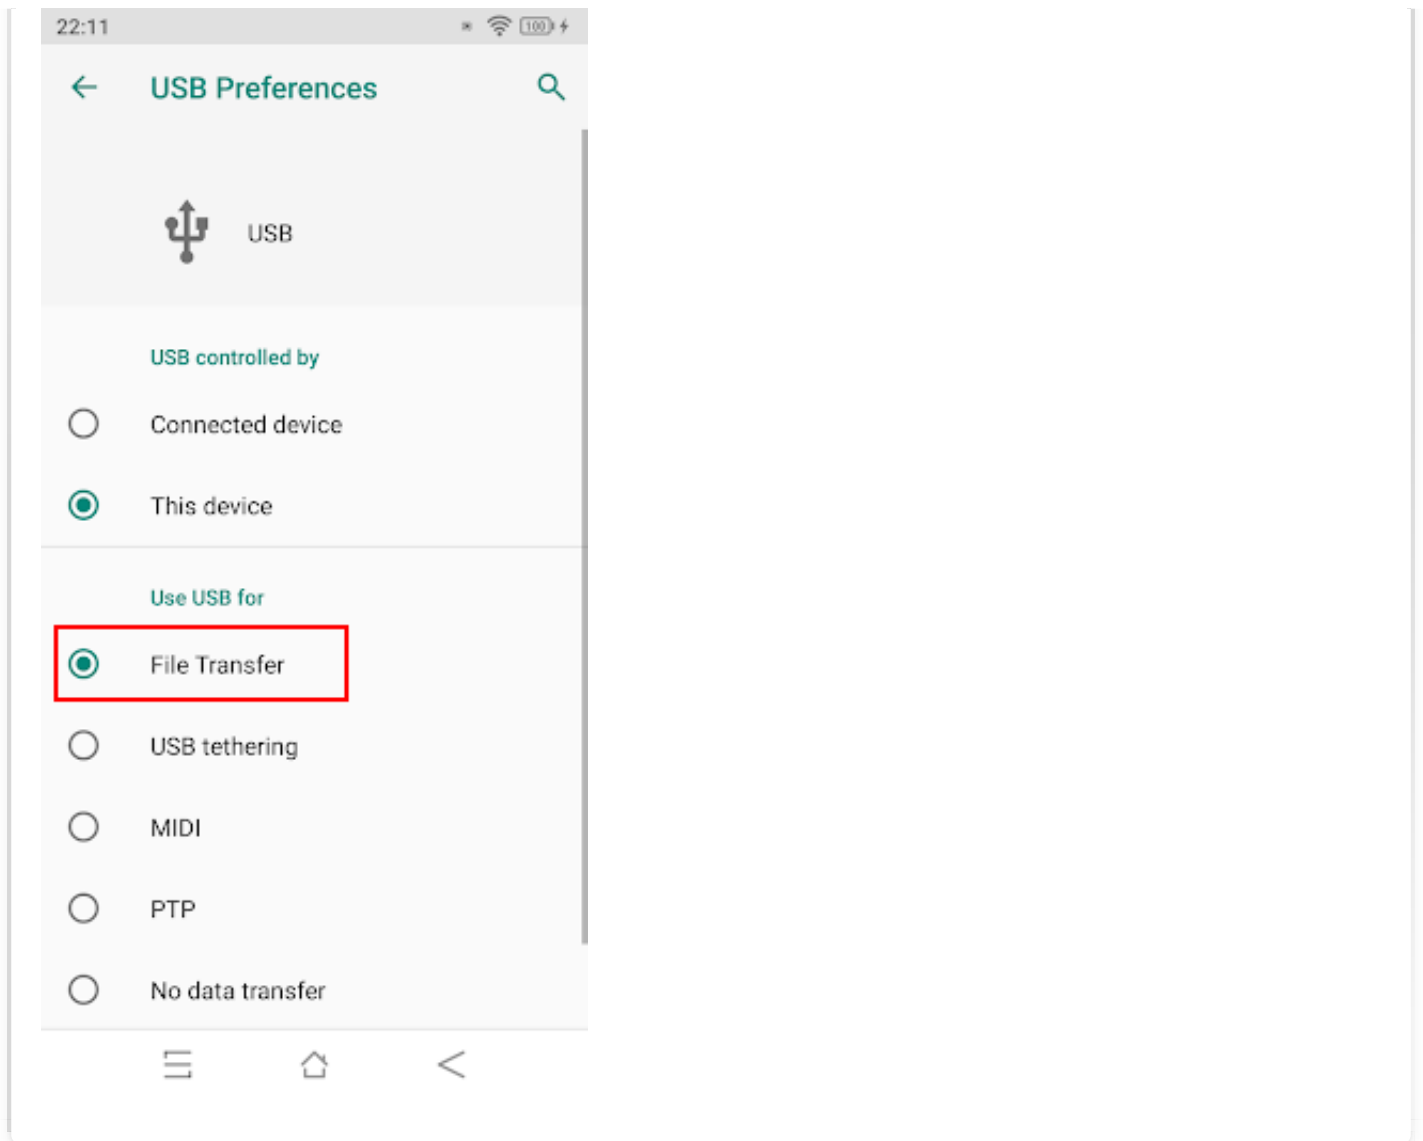 22:11
100
USB Preferences
USB
USB controlled by
Connected device
This device
Use USB for
File Transfer
USB tethering
MIDI
PTP
No data transfer